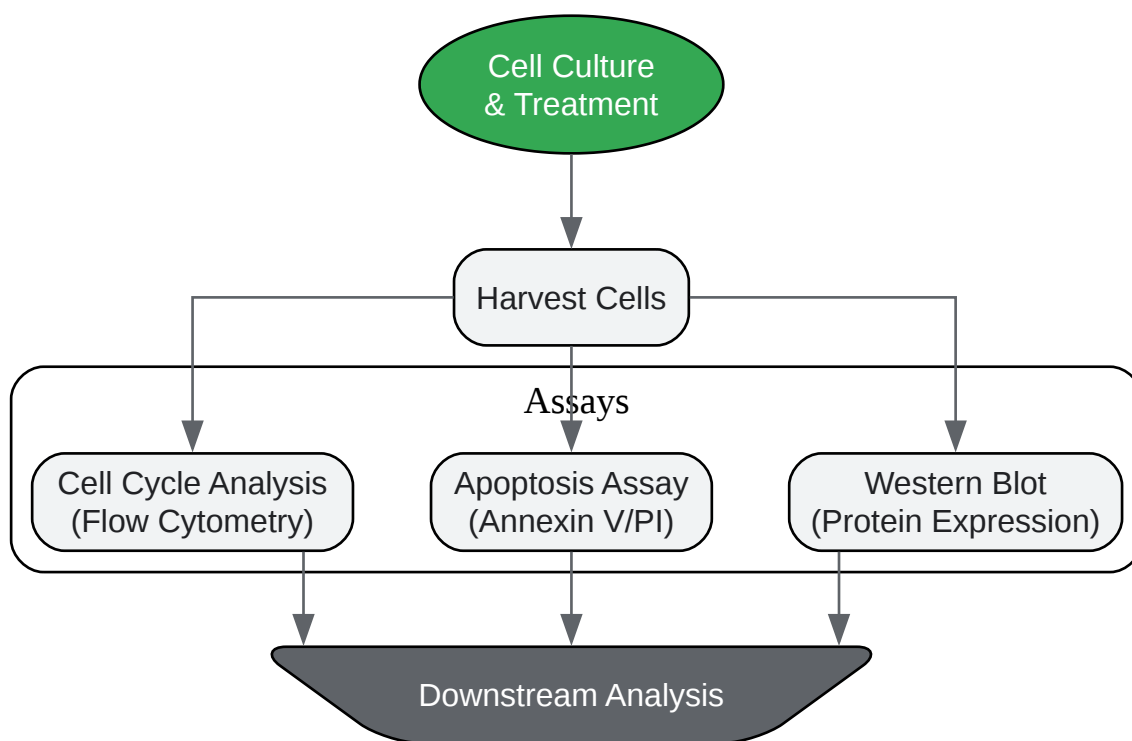 Cell Culture
& Treatment
Harvest Cells
Assays
Cell Cycle Analysis
(Flow Cytometry)
Apoptosis Assay
(Annexin V/PI)
Western Blot
(Protein Expression)
Downstream Analysis